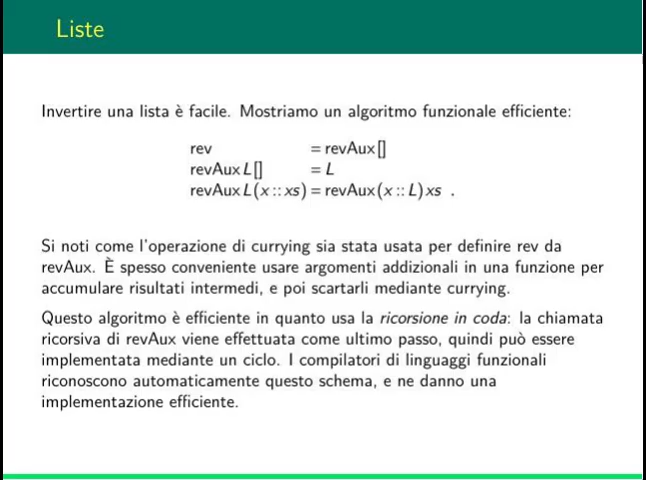 Liste
Invertire una lista è facile. Mostriamo un algoritmo funzionale efficiente:
rev = revAux []
revAux L [] = L
revAux L (x :: xs) = revAux (x :: L) xs .
Si noti come l'operazione di currying sia stata usata per definire rev da
revAux. È spesso conveniente usare argomenti addizionali in una funzione per
accumulare risultati intermedi, e poi scartarli mediante currying.
Questo algoritmo è efficiente in quanto usa la ricorsione in coda: la chiamata
ricorsiva di revAux viene effettuata come ultimo passo, quindi può essere
implementata mediante un ciclo. I compilatori di linguaggi funzionali
riconoscono automaticamente questo schema, e ne danno una
implementazione efficiente.